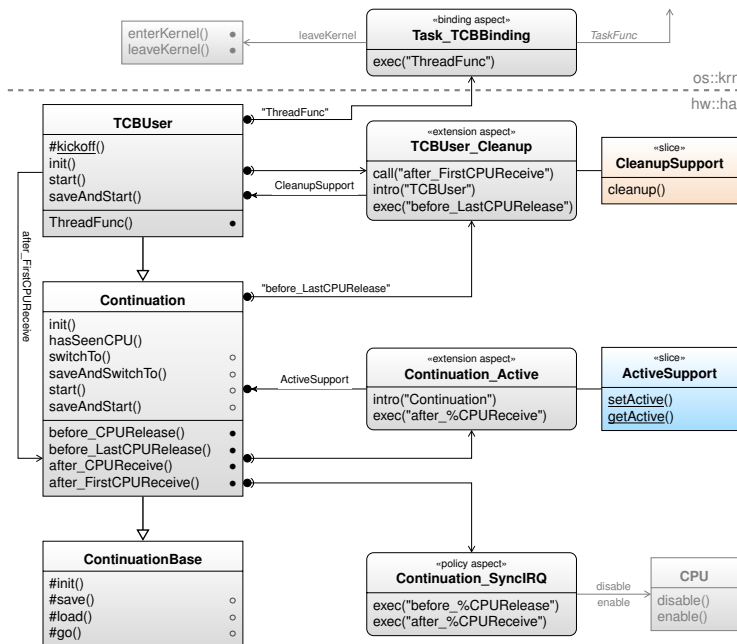 «binding aspect»
Task_TCBBinding
exec("ThreadFunc")
enterKernel()
leaveKernel()
leaveKernel
TaskFunc
os::krn
hw::ha
TCBUser
#kickoff()
init()
start()
saveAndStart()
ThreadFunc()
"ThreadFunc"
«extension aspect»
TCBUser_Cleanup
call("after_FirstCPUReceive")
intro("TCBUser")
exec("before_LastCPURelease")
CleanupSupport
«slice»
CleanupSupport
cleanup()
after_FirstCPUReceive
Continuation
init()
hasSeenCPU()
switchTo()
saveAndSwitchTo()
start()
saveAndStart()
before_CPURelease()
before_LastCPURelease()
after_CPUReceive()
after_FirstCPUReceive()
"before_LastCPURelease"
ActiveSupport
«extension aspect»
Continuation_Active
intro("Continuation")
exec("after_%CPUReceive")
«slice»
ActiveSupport
setActive()
getActive()
ContinuationBase
#init()
#save()
#load()
#go()
«policy aspect»
Continuation_SyncIRQ
exec("before_%CPURelease")
exec("after_%CPUReceive")
disable
enable
CPU
disable()
enable()